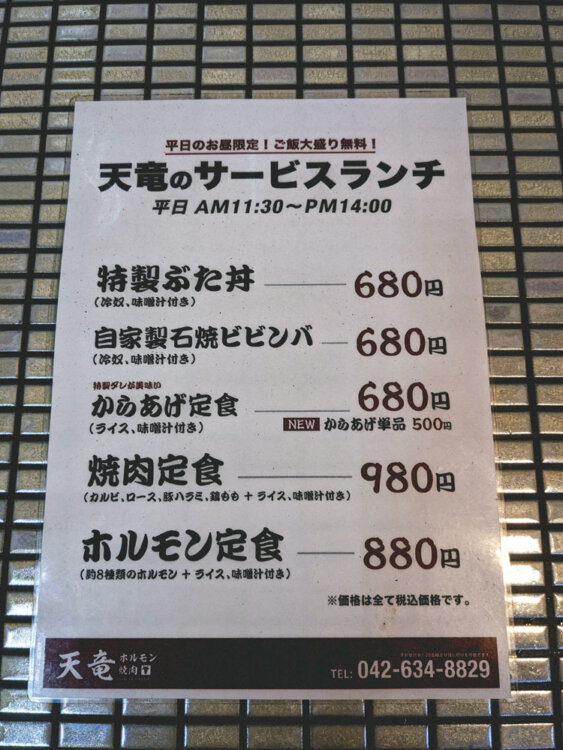 平日のお昼限定！ご飯大盛り無料！
天竜のサービスランチ
平日 AM11:30〜PM14:00
特製ぶた丼 680円
（冷奴、味噌汁付き）
自家製石焼ビビンバ 680円
（冷奴、味噌汁付き）
特製ダレが美味い
からあげ定食 680円
（ライス、味噌汁付き）
NEW からあげ単品 500円
焼肉定食 980円
（カルビ、ロース、豚ハラミ、鶏もも + ライス、味噌汁付き）
ホルモン定食 880円
（約8種類のホルモン + ライス、味噌汁付き）
※価格は全て税込価格です。
天竜 ホルモン
焼肉
TEL: 042-634-8829